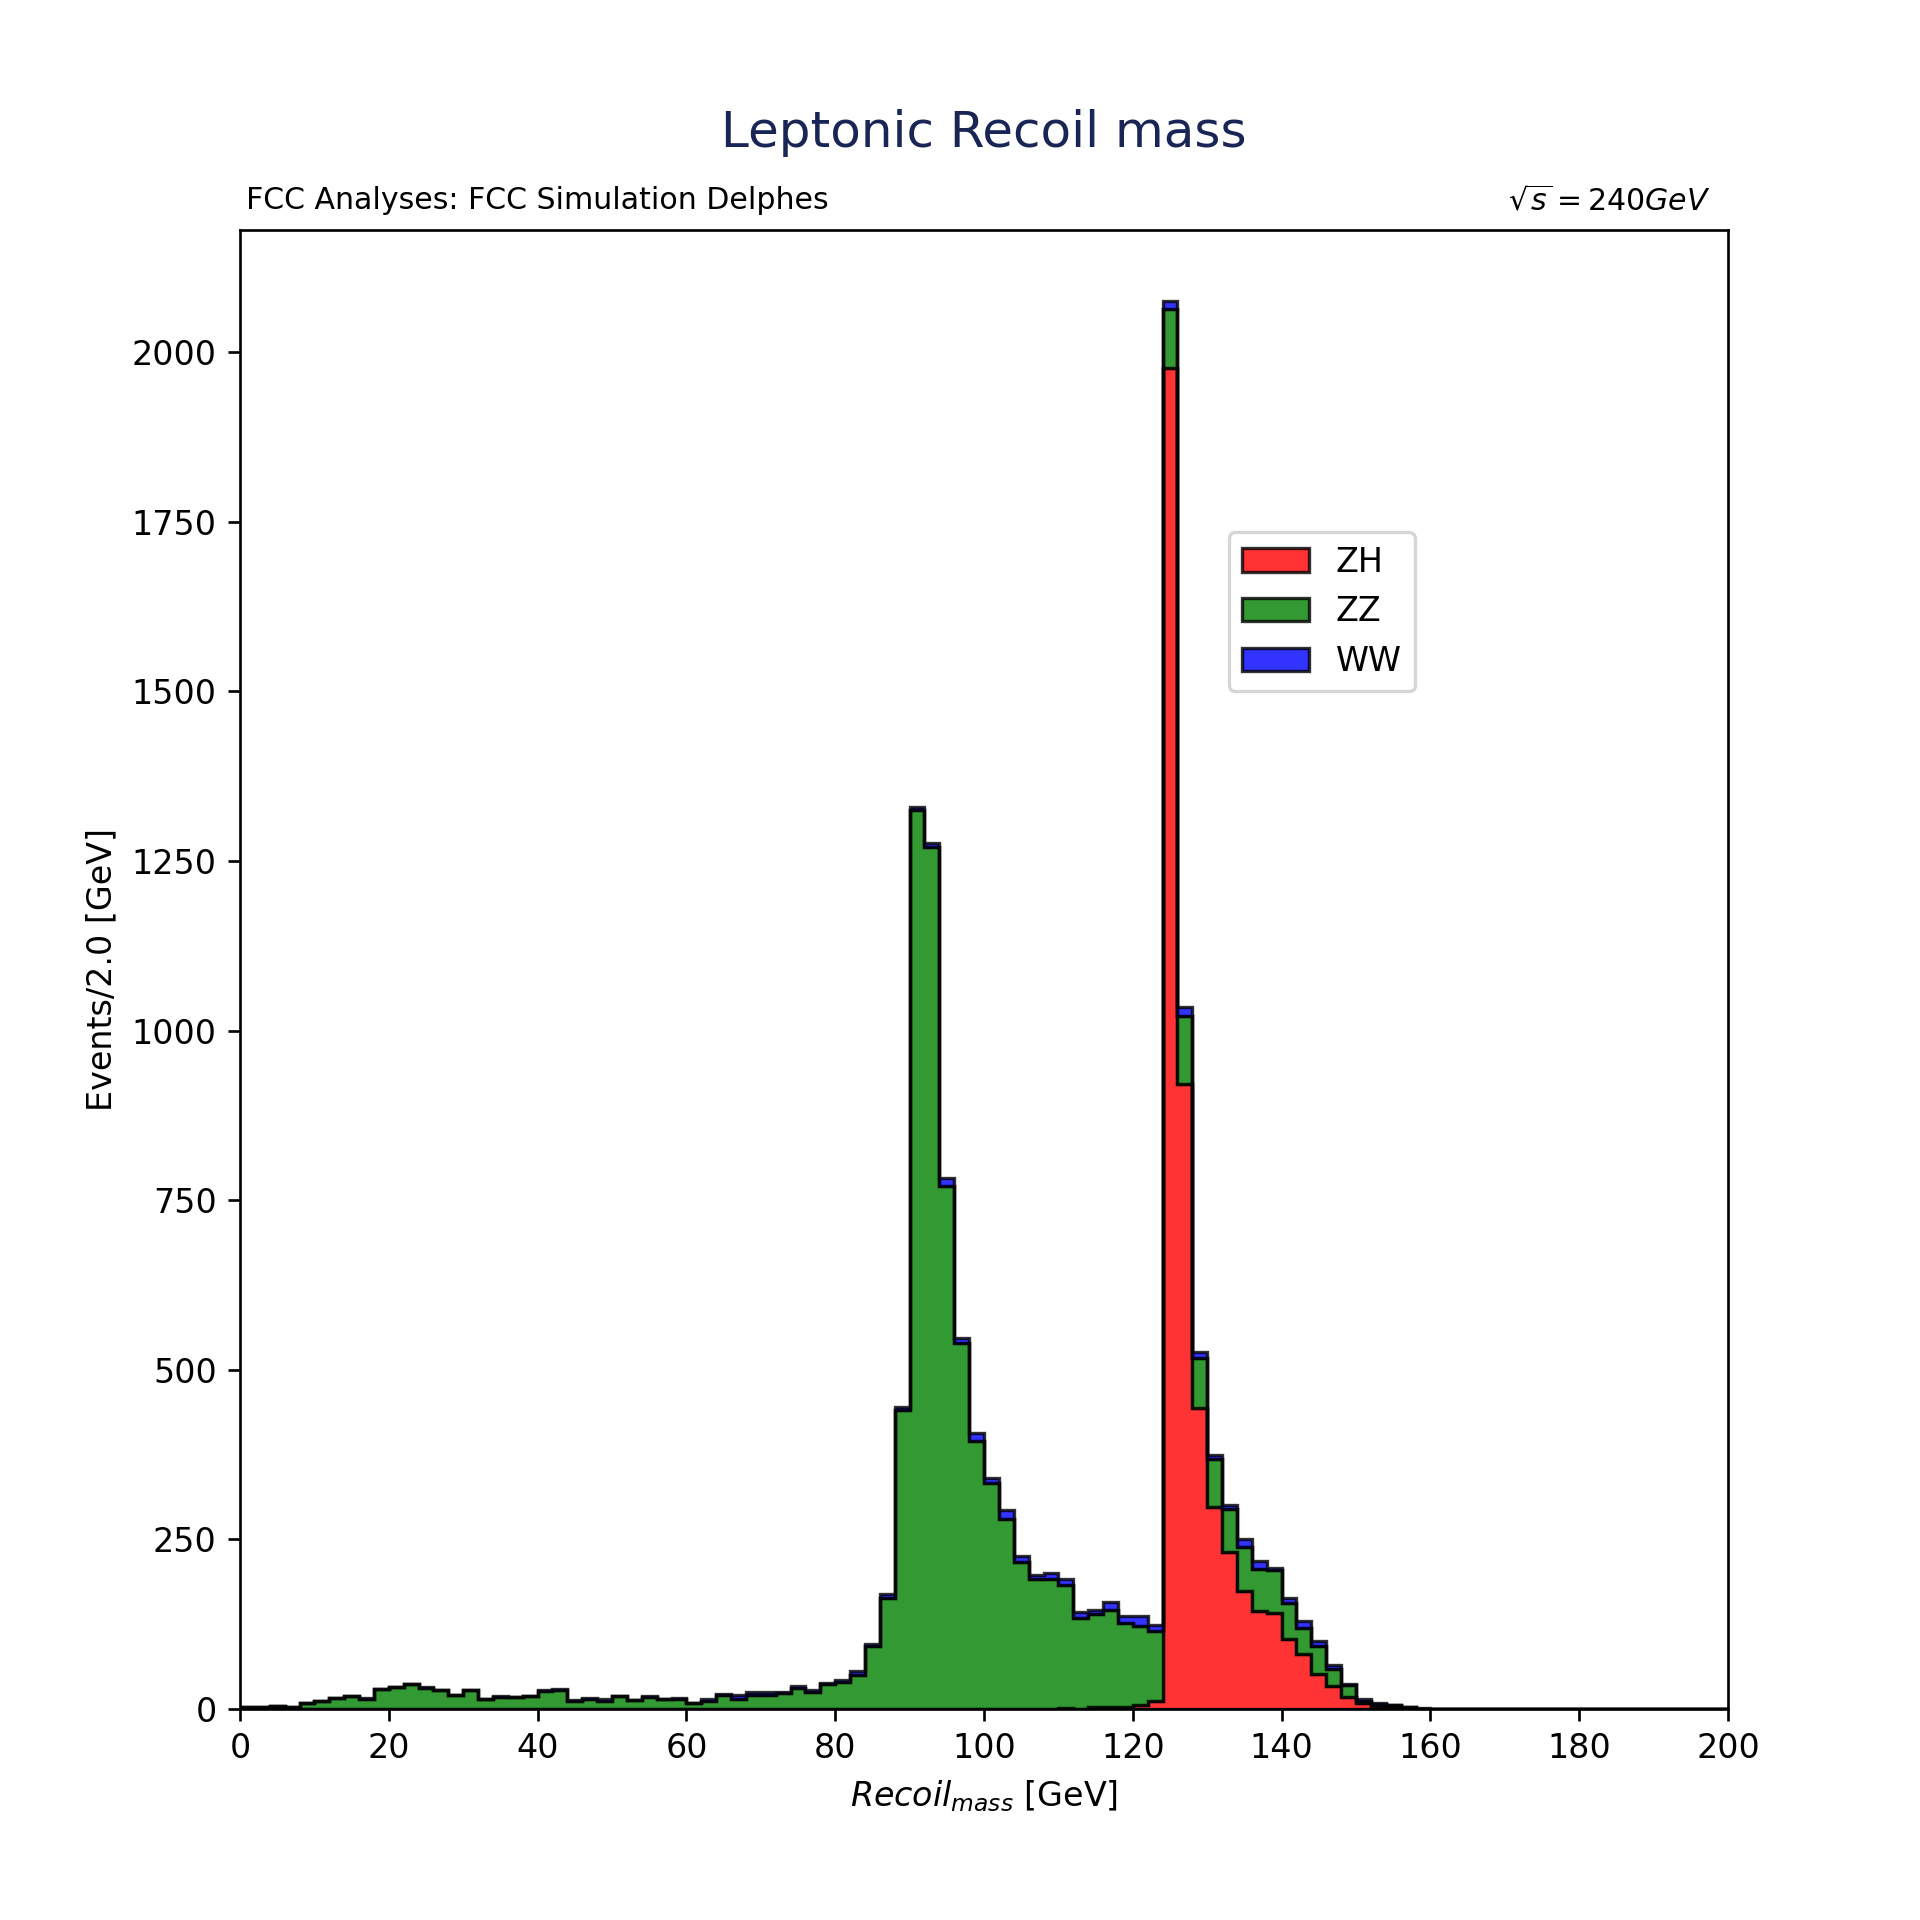 Leptonic Recoil mass
FCC Analyses: FCC Simulation Delphes
√s = 240GeV
2000
1750
1500
1250
1000
750
500
250
0
Events/2.0 [GeV]
ZH
ZZ
WW
0 20 40 60 80 100 120 140 160 180 200
Recoil_mass [GeV]